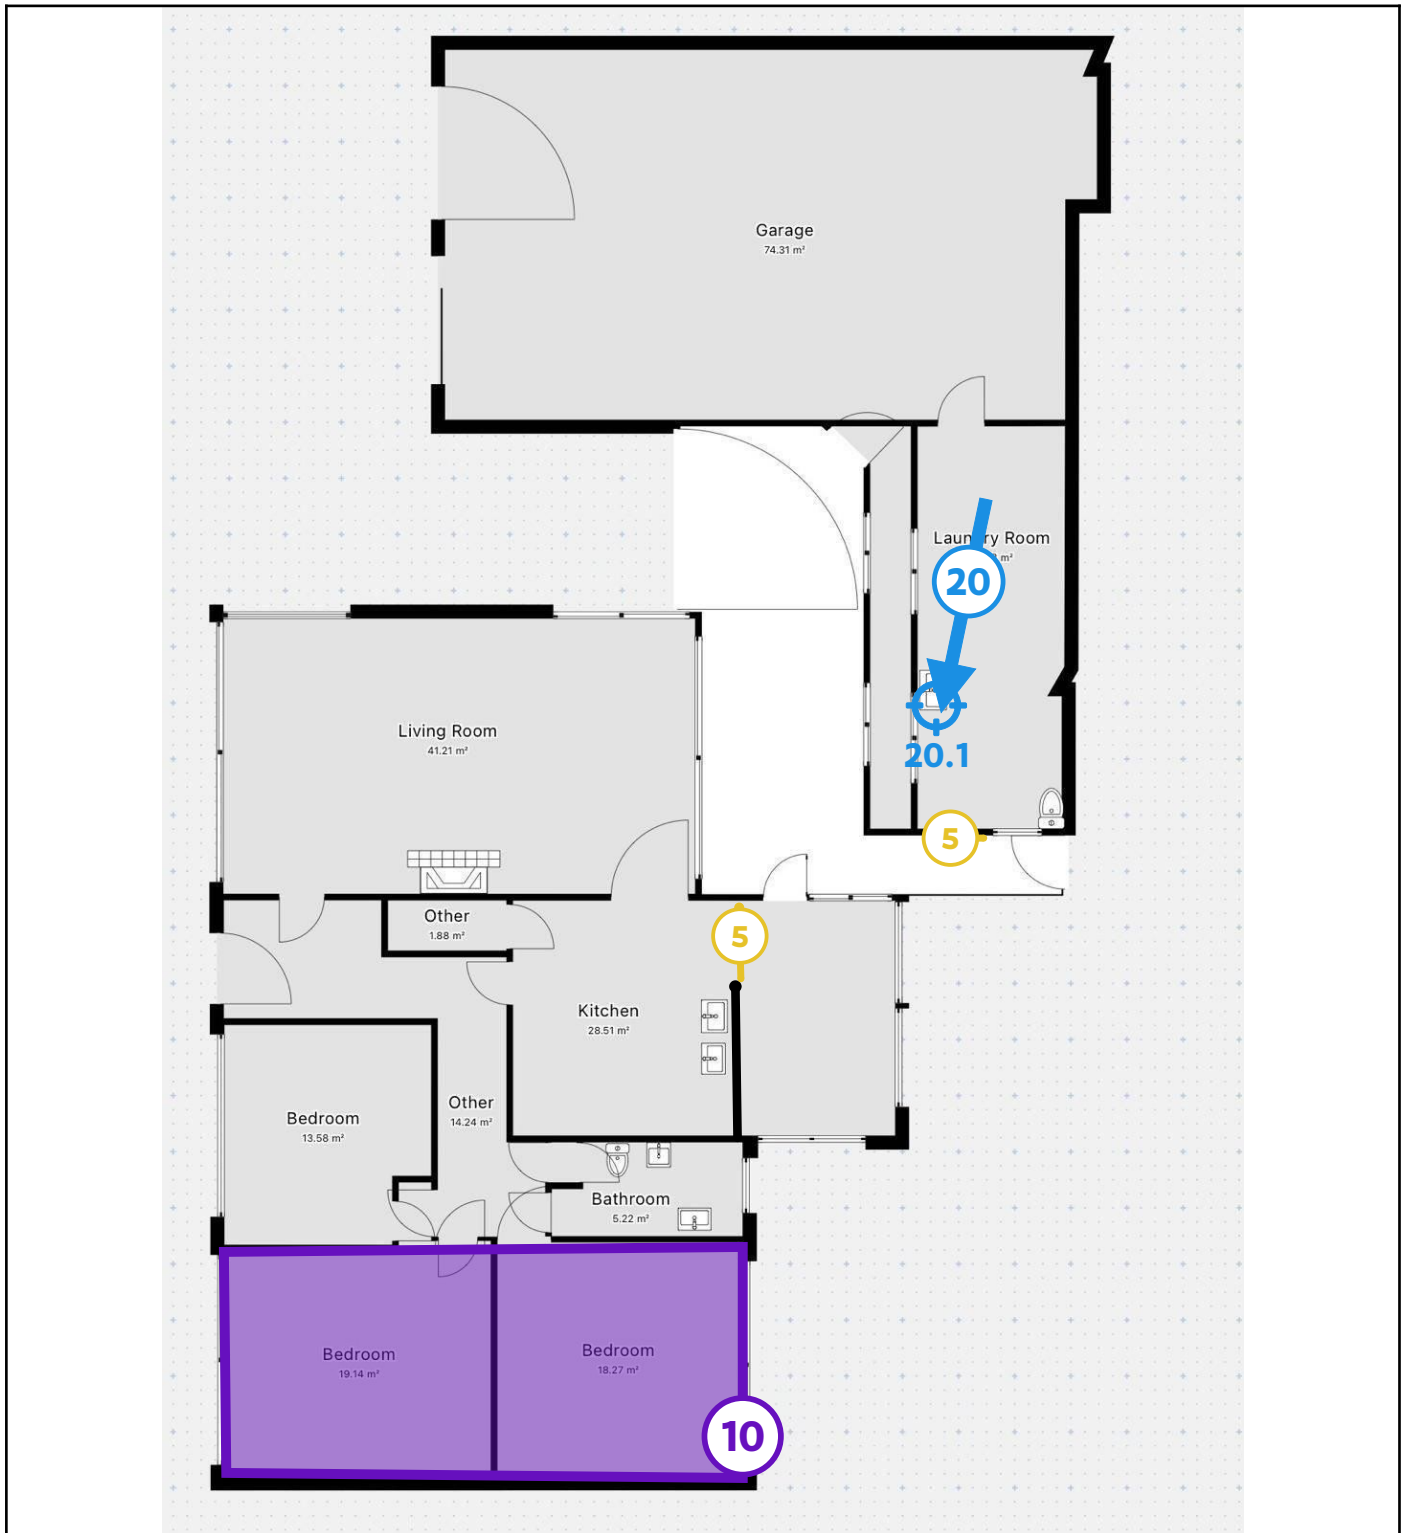 Garage
74.31 m²
Laundry Room
m²
20
20.1
5
Living Room
41.21 m²
Other
1.88 m²
5
Kitchen
28.51 m²
Bedroom
13.58 m²
Other
14.24 m²
Bathroom
5.22 m²
Bedroom
19.14 m²
Bedroom
18.27 m²
10